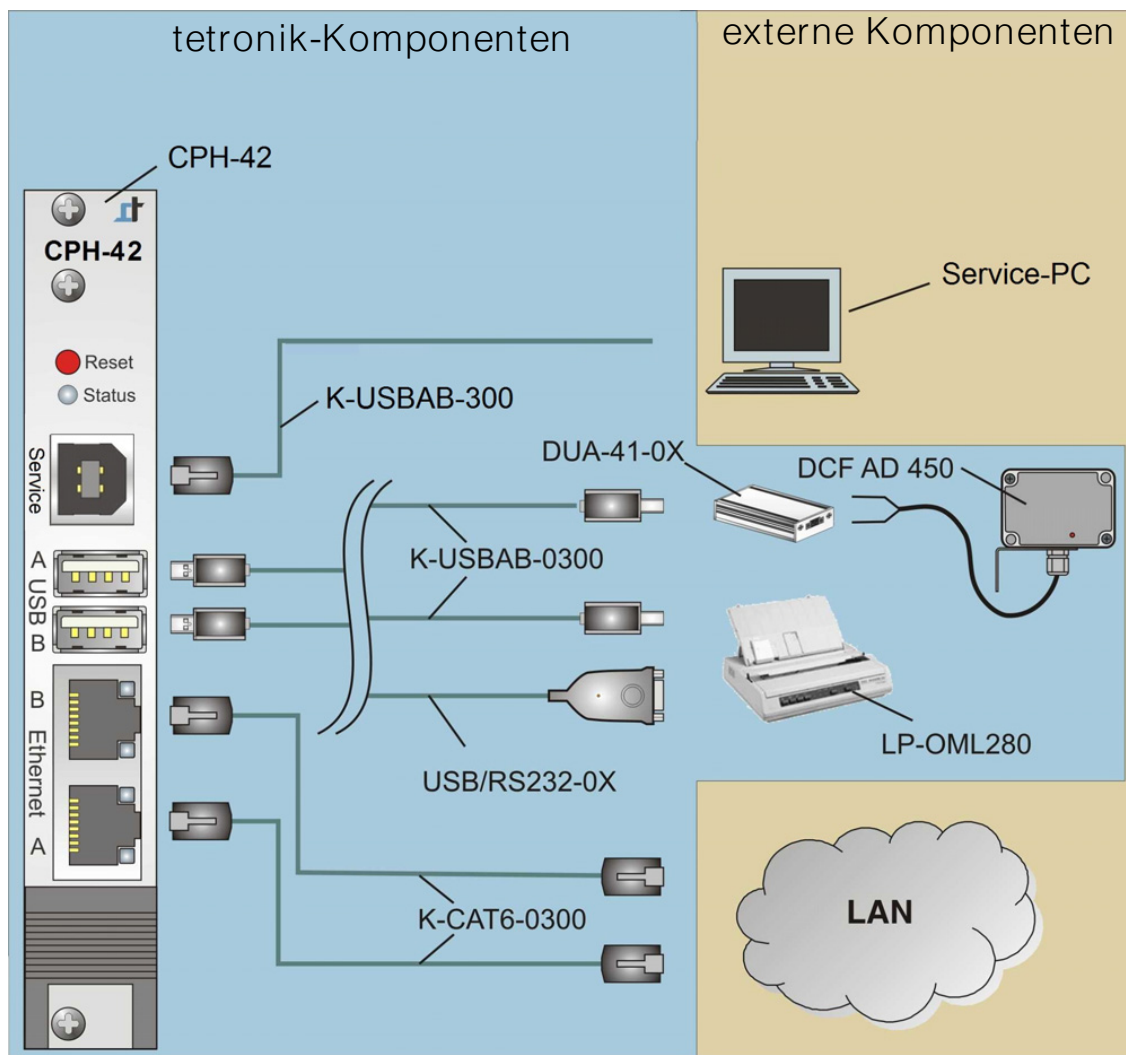 tetronik-Komponenten
externe Komponenten
CPH-42
CPH-42
Service-PC
Reset
Status
K-USBAB-300
Service
DUA-41-0X
DCF AD 450
K-USBAB-0300
A
USB
B
B
Ethernet
A
USB/RS232-0X
LP-OML280
K-CAT6-0300
LAN